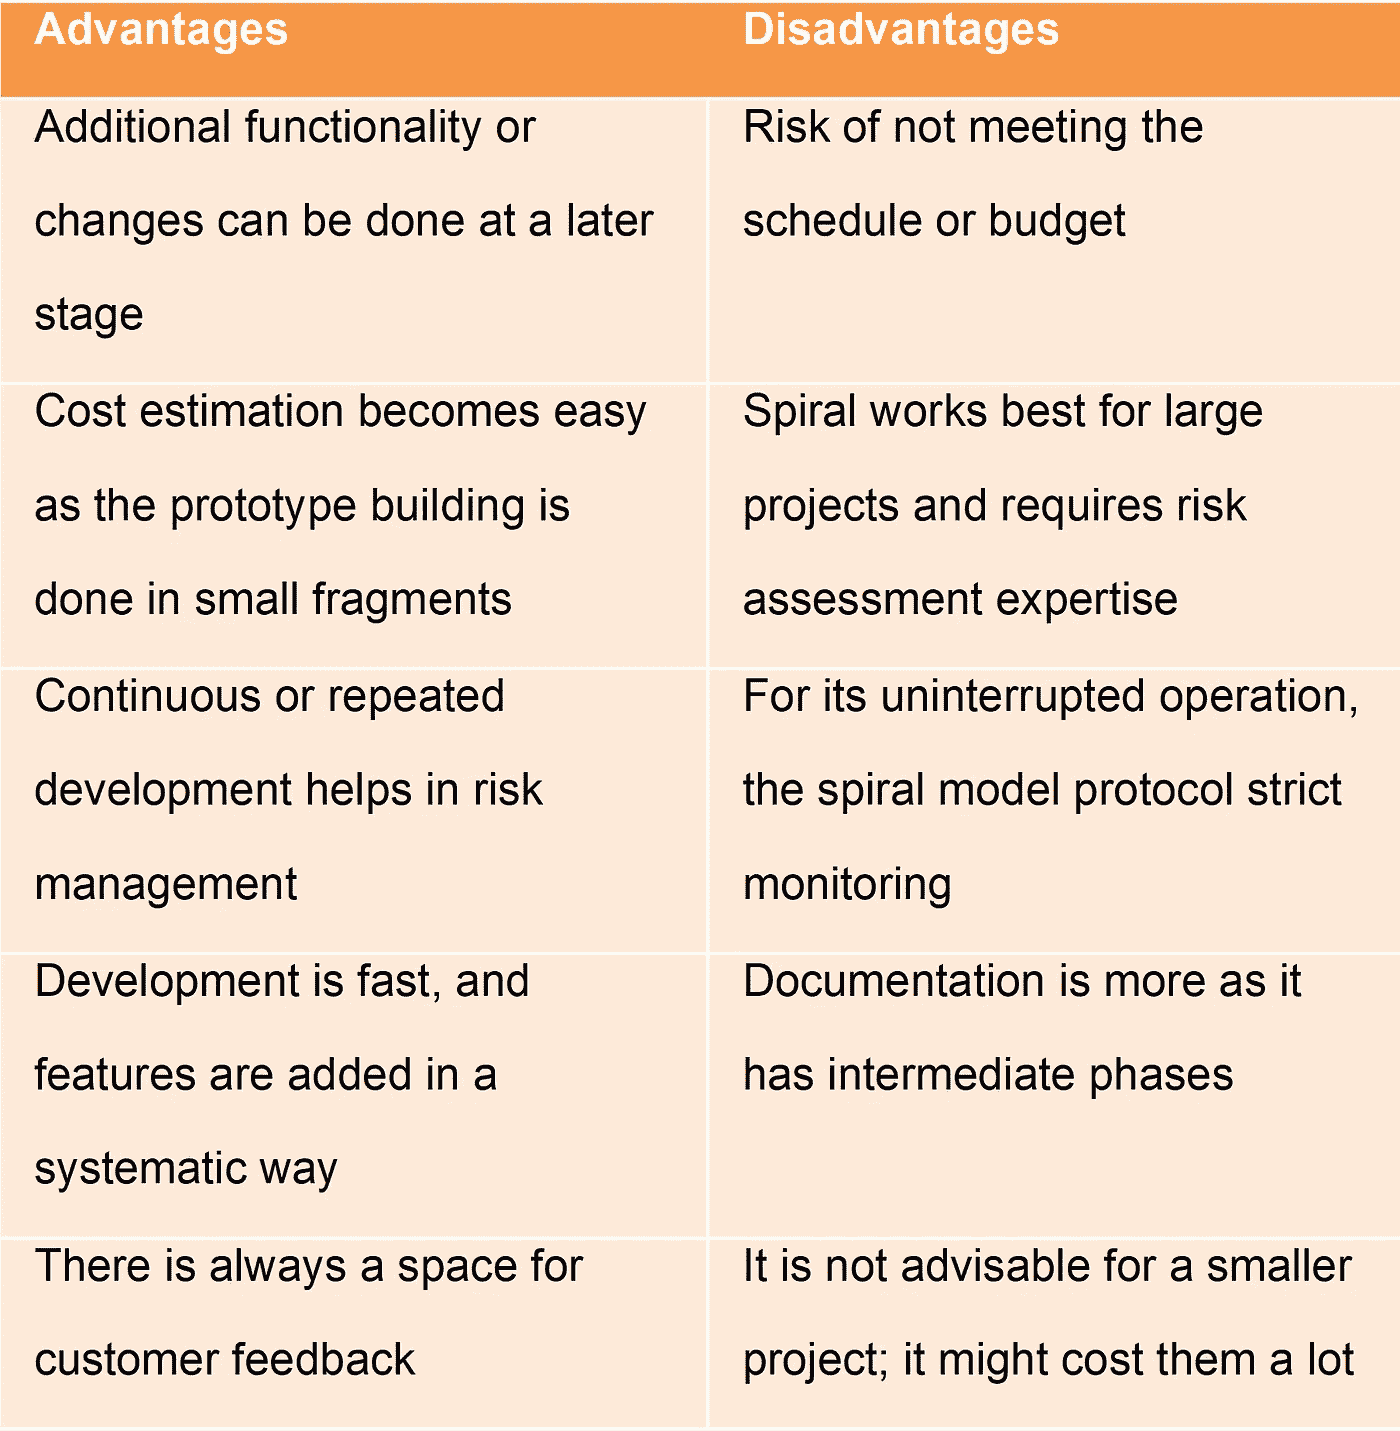 Advantages
Disadvantages
Additional functionality or
changes can be done at a later
stage
Risk of not meeting the
schedule or budget
Cost estimation becomes easy
as the prototype building is
done in small fragments
Spiral works best for large
projects and requires risk
assessment expertise
Continuous or repeated
development helps in risk
management
For its uninterrupted operation,
the spiral model protocol strict
monitoring
Development is fast, and
features are added in a
systematic way
Documentation is more as it
has intermediate phases
There is always a space for
customer feedback
It is not advisable for a smaller
project; it might cost them a lot